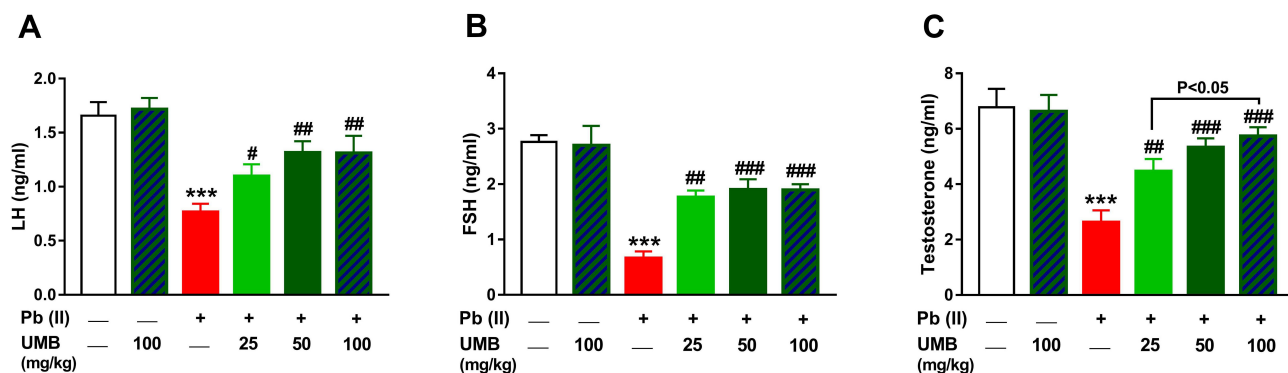 A
LH (ng/ml)
2.0
1.5
1.0
0.5
0.0
***
#
##
##
Pb (II) — — + + + +
UMB — 100 — 25 50 100
(mg/kg)
B
FSH (ng/ml)
4
3
2
1
0
***
##
###
###
Pb (II) — — + + + +
UMB — 100 — 25 50 100
(mg/kg)
C
Testosterone (ng/ml)
8
6
4
2
0
P<0.05
***
##
###
###
Pb (II) — — + + + +
UMB — 100 — 25 50 100
(mg/kg)